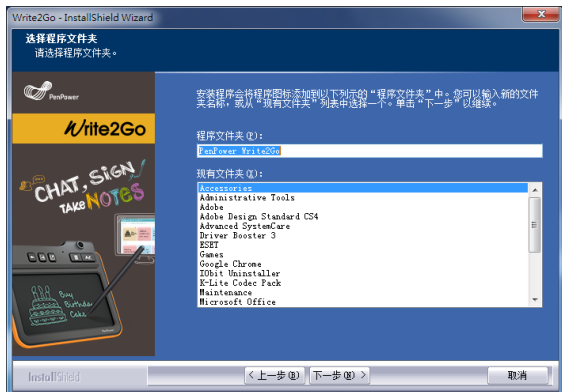 Write2Go - InstallShield Wizard
选择程序文件夹
请选择程序文件夹。
PenPower
Write2Go
CHAT, SIGN
TAKE NOTES
Buy
Birthday
Cake
安装程序会将程序图标添加到以下列示的“程序文件夹”中。您可以输入新的文件
夹名称，或从“现有文件夹”列表中选择一个。单击“下一步”以继续。
程序文件夹(P)：
PenPower Write2Go
现有文件夹(X)：
Accessories
Administrative Tools
Adobe
Adobe Design Standard CS4
Advanced SystemCare
Driver Booster 3
ESET
Games
Google Chrome
IObit Uninstaller
K-Lite Codec Pack
Maintenance
Microsoft Office
InstallShield
< 上一步(B)
下一步(N) >
取消